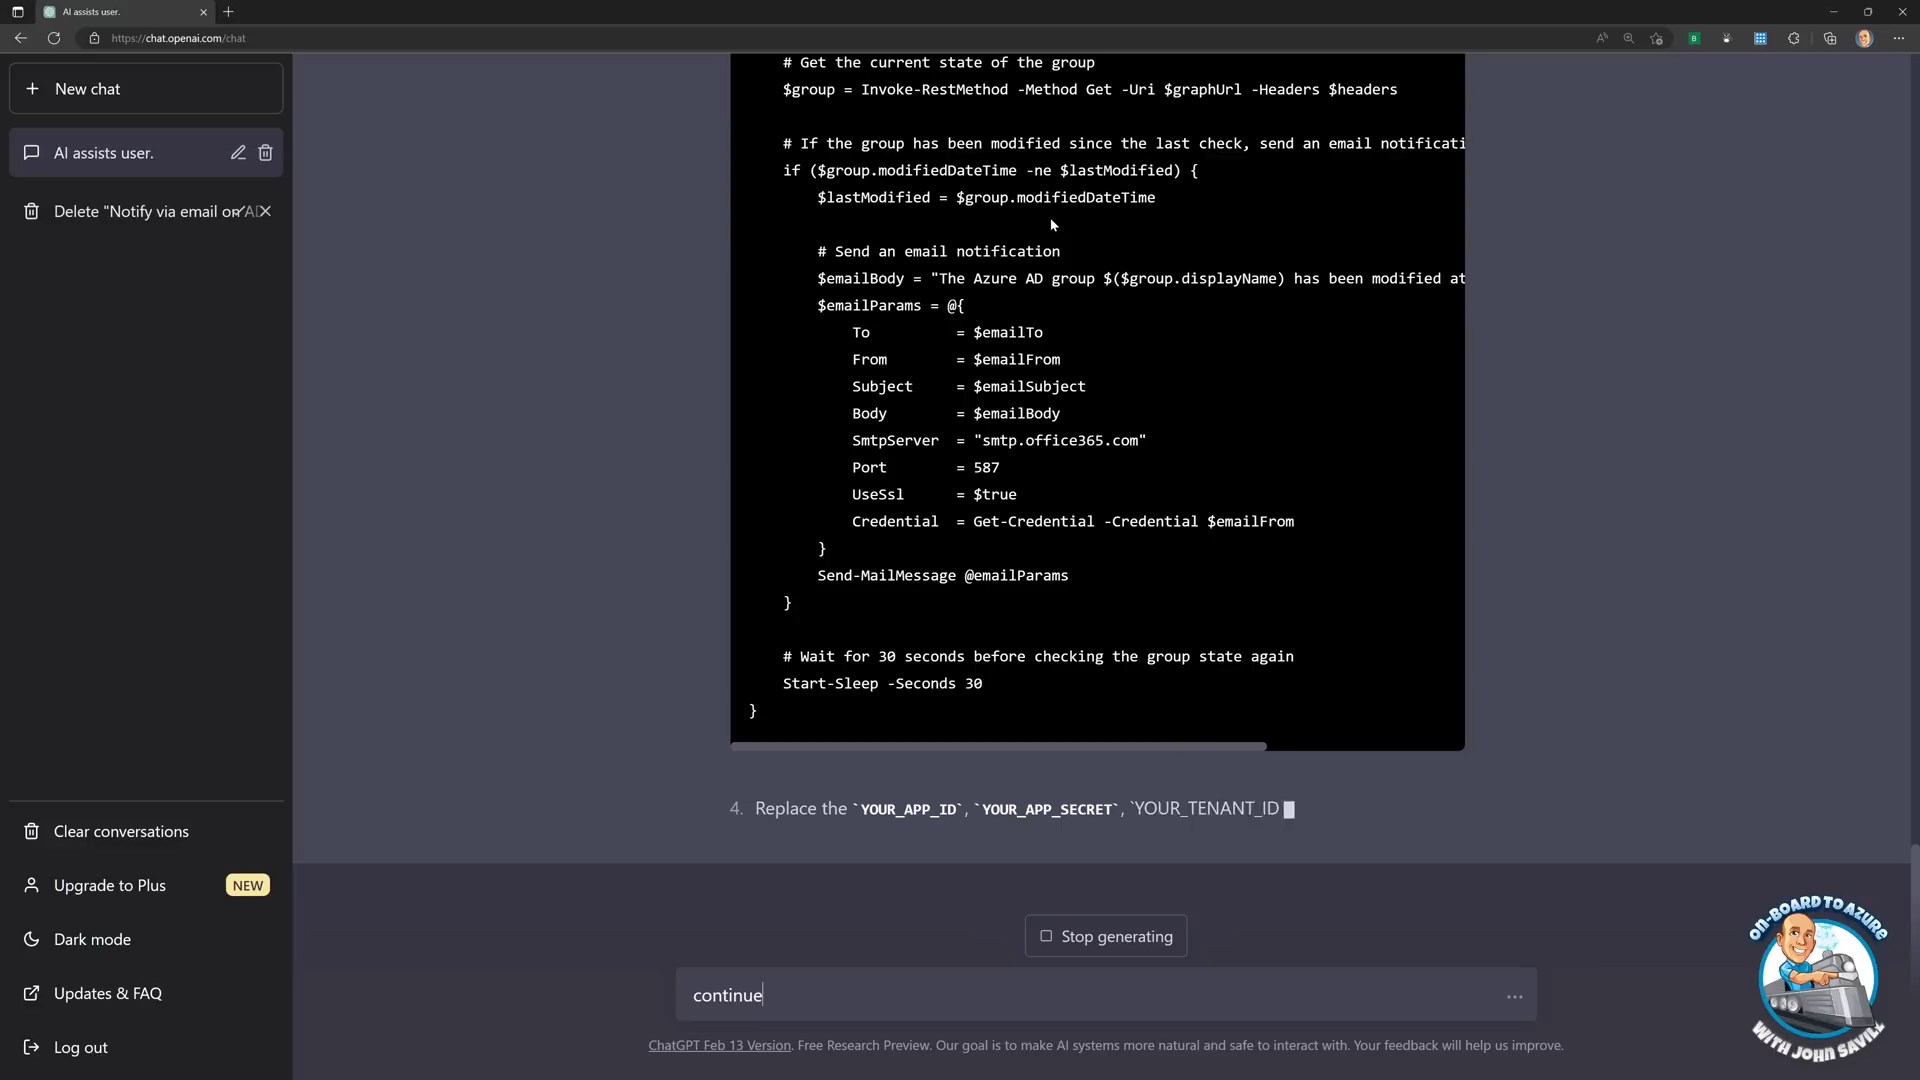 AI assists user.
https://chat.openai.com/chat
New chat
AI assists user.
Delete "Notify via email on AD
Clear conversations
Upgrade to Plus
NEW
Dark mode
Updates & FAQ
Log out
# Get the current state of the group
$group = Invoke-RestMethod -Method Get -Uri $graphUrl -Headers $headers
# If the group has been modified since the last check, send an email notificati
if ($group.modifiedDateTime -ne $lastModified) {
$lastModified = $group.modifiedDateTime
# Send an email notification
$emailBody = "The Azure AD group $($group.displayName) has been modified at
$emailParams = @{
To = $emailTo
From = $emailFrom
Subject = $emailSubject
Body = $emailBody
SmtpServer = "smtp.office365.com"
Port = 587
UseSsl = $true
Credential = Get-Credential -Credential $emailFrom
}
Send-MailMessage @emailParams
}
# Wait for 30 seconds before checking the group state again
Start-Sleep -Seconds 30
}
4. Replace the `YOUR_APP_ID`, `YOUR_APP_SECRET`, `YOUR_TENANT_ID
Stop generating
continue
ChatGPT Feb 13 Version. Free Research Preview. Our goal is to make AI systems more natural and safe to interact with. Your feedback will help us improve.
ON-BOARD TO AZURE
WITH JOHN SAVILL